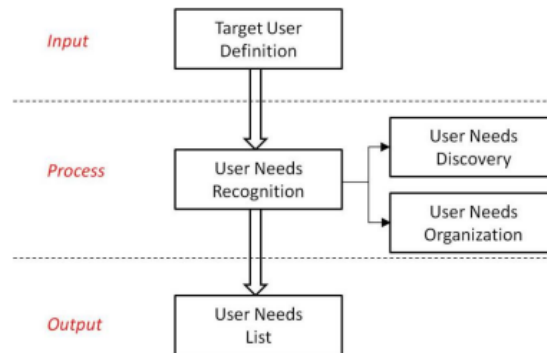 Input
Target User
Definition
Process
User Needs
Recognition
User Needs
Discovery
User Needs
Organization
Output
User Needs
List